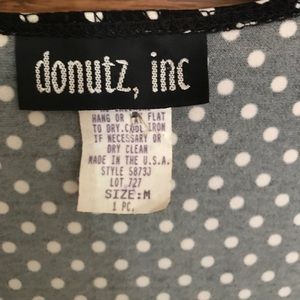 donutz, inc
HANG OR FLAT
TO DRY.COOL IRON
IF NECESSARY OR
DRY CLEAN
MADE IN THE U.S.A.
STYLE 5873J
LOT 727
SIZE:M
1 PC.